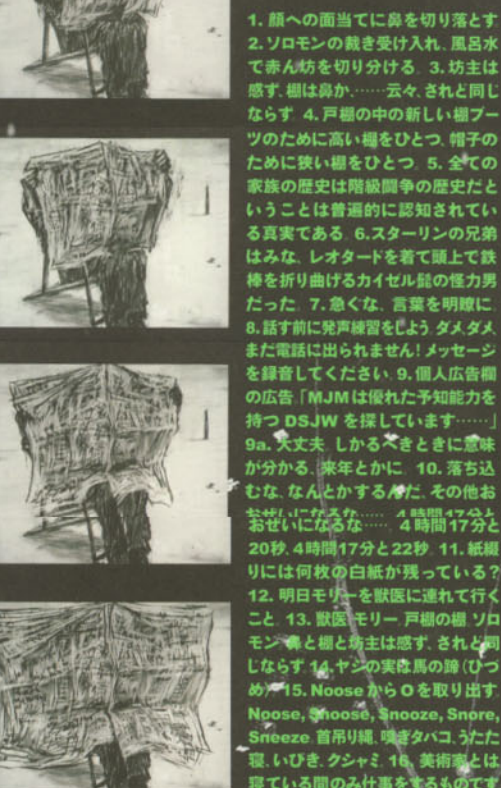 1. 顔への面当てに鼻を切り落とす
2.ソロモンの裁き受け入れ、風呂水
で赤ん坊を切り分ける 3.坊主は
感ず、棚は鼻か、……云々、されど同じ
ならず 4.戸棚の中の新しい棚ブー
ツのために高い棚をひとつ、帽子の
ために狭い棚をひとつ 5. 全ての
家族の歴史は階級闘争の歴史だと
いうことは普遍的に認知されてい
る真実である 6.スターリンの兄弟
はみな、レオタードを着て頭上で鉄
棒を折り曲げるカイゼル髭の怪力男
だった 7. 急ぐな、言葉を明瞭に
8.話す前に発声練習をしよう ダメダメ
まだ電話に出られません!メッセージ
を録音してください 9.個人広告欄
の広告「MJMは優れた予知能力を
持つ DSJW を探しています……」
9a. 大丈夫 しかるべきときに意味
が分かる、来年とかに 10. 落ち込
むな、なんとかするんだ、その他お
おぜいになるな…… 4時間17分と
おぜいになるな…… 4時間17分と
20秒、4時間17分と22秒 11.紙綴
りには何枚の白紙が残っている?
12. 明日モリーを獣医に連れて行く
こと 13. 獣医 モリー 戸棚の棚 ソロ
モン 鼻と棚と坊主は感ず、されど同
じならず 14.ヤシの実は馬の蹄(ひづ
め) 15. NooseからOを取り出す
Noose, Snoose, Snooze, Snore,
Sneeze 首吊り縄、嗅ぎタバコ、うたた
寝、いびき、クシャミ 16. 美術家とは
寝ている間のみ仕事をするものです